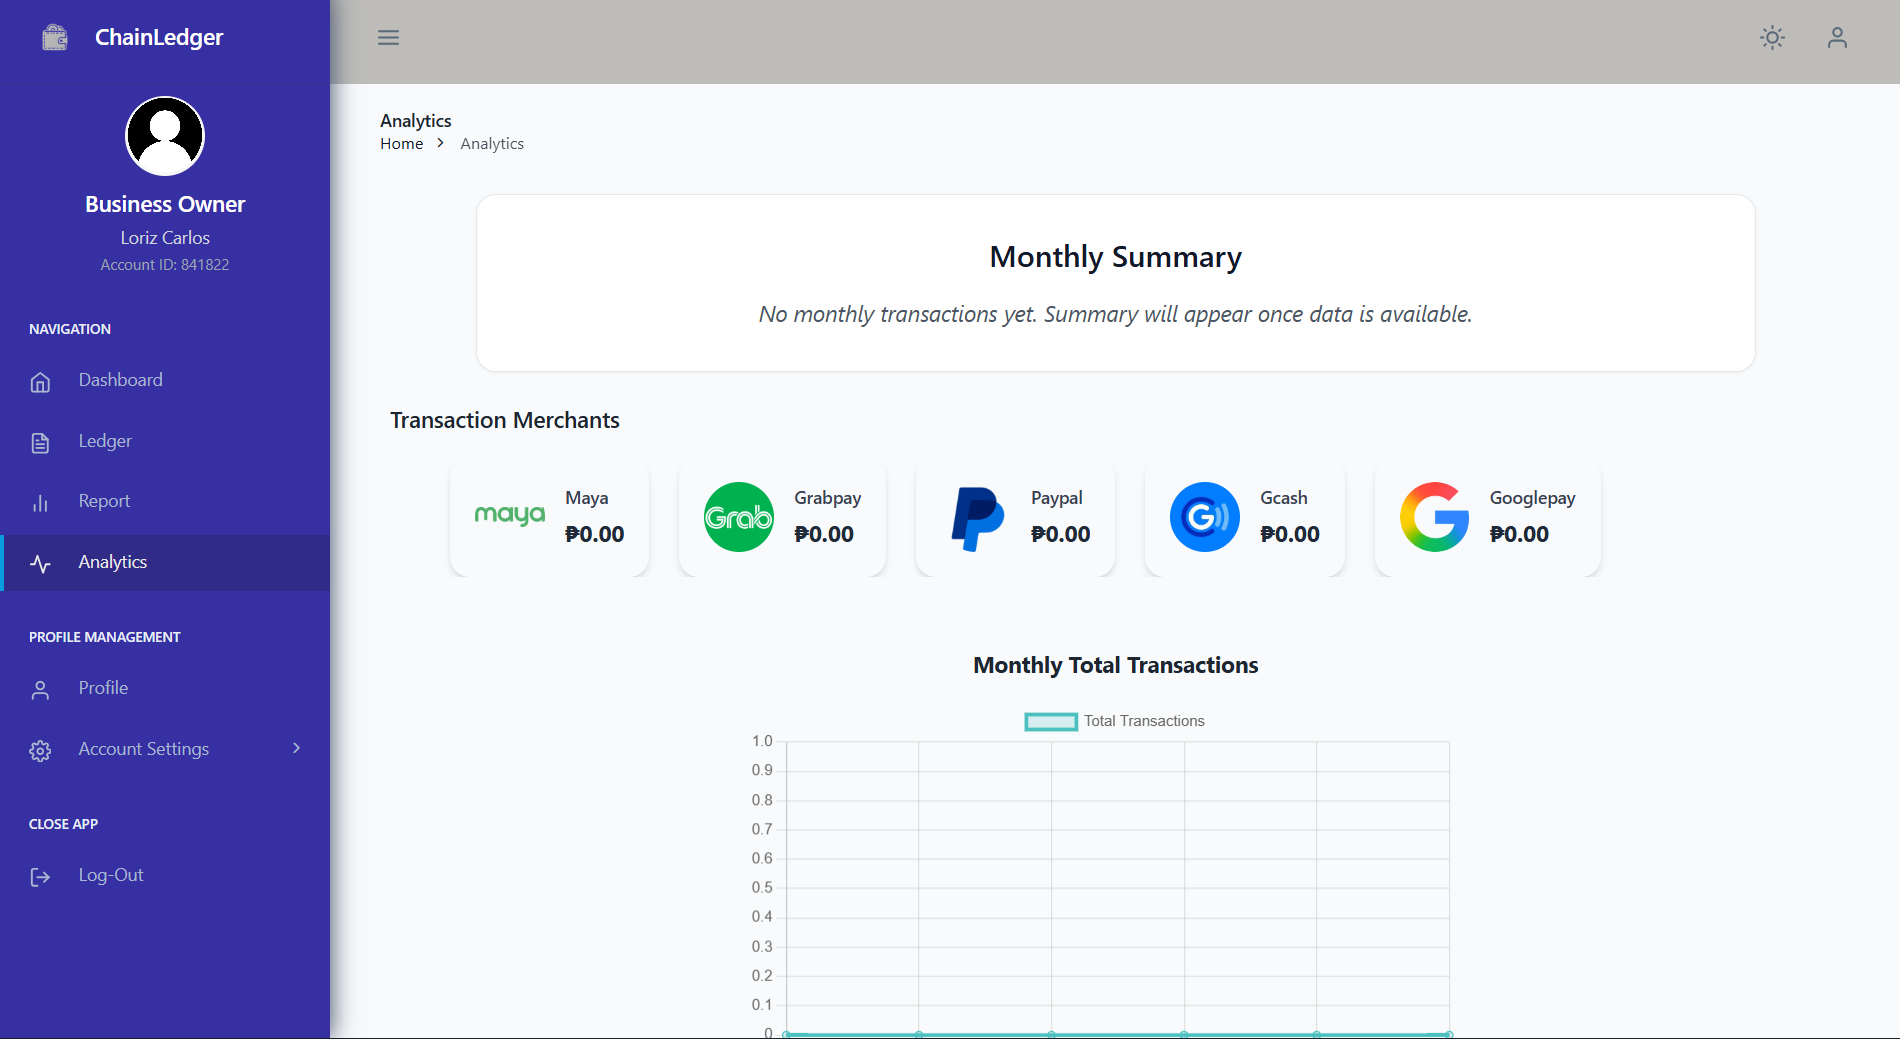 ChainLedger
Business Owner
Loriz Carlos
Account ID: 841822
NAVIGATION
Dashboard
Ledger
Report
Analytics
PROFILE MANAGEMENT
Profile
Account Settings
CLOSE APP
Log-Out
Analytics
Home > Analytics
Monthly Summary
No monthly transactions yet. Summary will appear once data is available.
Transaction Merchants
maya
Maya
₱0.00
Grab
Grabpay
₱0.00
Paypal
₱0.00
G
Gcash
₱0.00
G
Googlepay
₱0.00
Monthly Total Transactions
Total Transactions
1.0
0.9
0.8
0.7
0.6
0.5
0.4
0.3
0.2
0.1
0